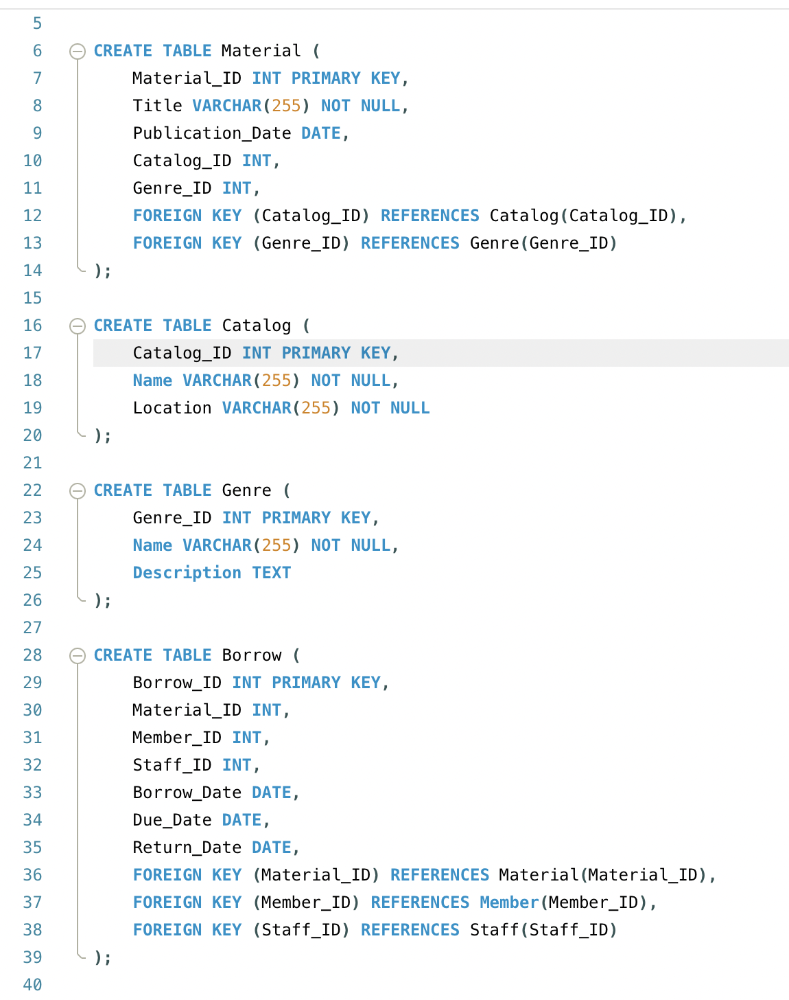 5
6 CREATE TABLE Material (
7 Material_ID INT PRIMARY KEY,
8 Title VARCHAR(255) NOT NULL,
9 Publication_Date DATE,
10 Catalog_ID INT,
11 Genre_ID INT,
12 FOREIGN KEY (Catalog_ID) REFERENCES Catalog(Catalog_ID),
13 FOREIGN KEY (Genre_ID) REFERENCES Genre(Genre_ID)
14 );
15
16 CREATE TABLE Catalog (
17 Catalog_ID INT PRIMARY KEY,
18 Name VARCHAR(255) NOT NULL,
19 Location VARCHAR(255) NOT NULL
20 );
21
22 CREATE TABLE Genre (
23 Genre_ID INT PRIMARY KEY,
24 Name VARCHAR(255) NOT NULL,
25 Description TEXT
26 );
27
28 CREATE TABLE Borrow (
29 Borrow_ID INT PRIMARY KEY,
30 Material_ID INT,
31 Member_ID INT,
32 Staff_ID INT,
33 Borrow_Date DATE,
34 Due_Date DATE,
35 Return_Date DATE,
36 FOREIGN KEY (Material_ID) REFERENCES Material(Material_ID),
37 FOREIGN KEY (Member_ID) REFERENCES Member(Member_ID),
38 FOREIGN KEY (Staff_ID) REFERENCES Staff(Staff_ID)
39 );
40